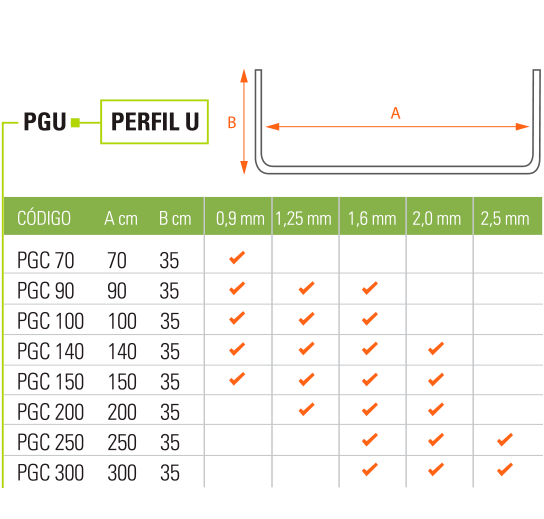 PGU PERFIL U
B
A
CÓDIGO A cm B cm 0,9 mm 1,25 mm 1,6 mm 2,0 mm 2,5 mm
PGC 70 70 35 ✓
PGC 90 90 35 ✓ ✓ ✓
PGC 100 100 35 ✓ ✓ ✓
PGC 140 140 35 ✓ ✓ ✓ ✓
PGC 150 150 35 ✓ ✓ ✓ ✓
PGC 200 200 35 ✓ ✓ ✓
PGC 250 250 35 ✓ ✓ ✓
PGC 300 300 35 ✓ ✓ ✓